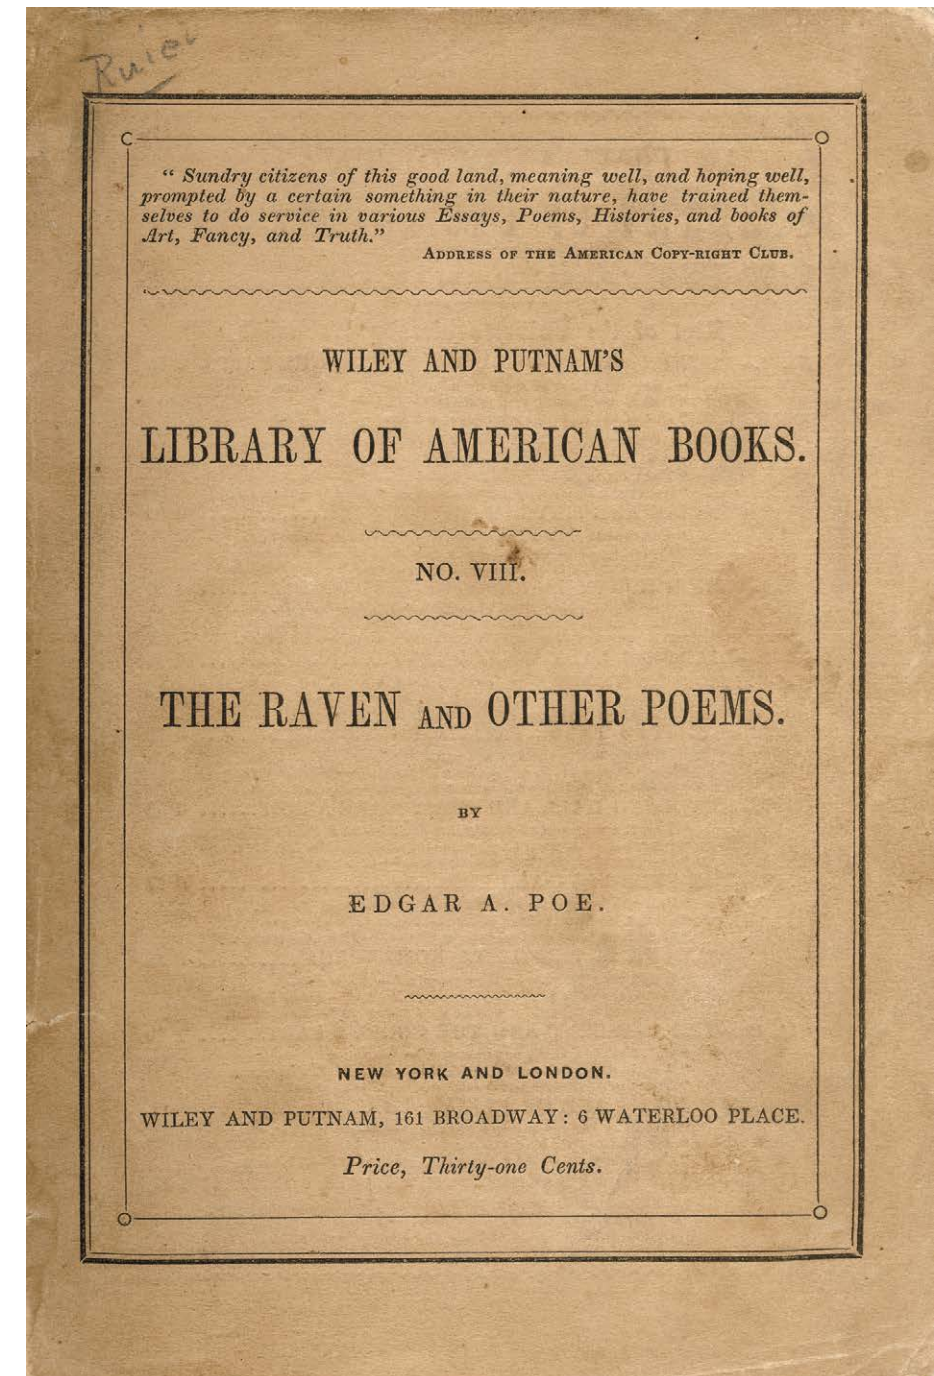 “ Sundry citizens of this good land, meaning well, and hoping well,
prompted by a certain something in their nature, have trained them-
selves to do service in various Essays, Poems, Histories, and books of
Art, Fancy, and Truth.”
ADDRESS OF THE AMERICAN COPY-RIGHT CLUB.
WILEY AND PUTNAM’S
LIBRARY OF AMERICAN BOOKS.
NO. VIII.
THE RAVEN AND OTHER POEMS.
BY
EDGAR A. POE.
NEW YORK AND LONDON.
WILEY AND PUTNAM, 161 BROADWAY: 6 WATERLOO PLACE.
Price, Thirty-one Cents.